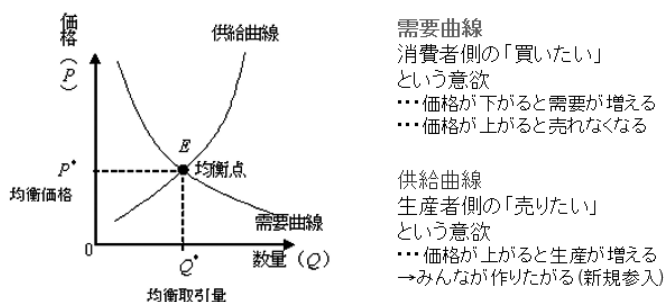 価格(P)
供給曲線
E
均衡点
P*
均衡価格
需要曲線
0
Q*
数量(Q)
均衡取引量
需要曲線
消費者側の「買いたい」
という意欲
…価格が下がると需要が増える
…価格が上がると売れなくなる
供給曲線
生産者側の「売りたい」
という意欲
…価格が上がると生産が増える
→みんなが作りたがる(新規参入)